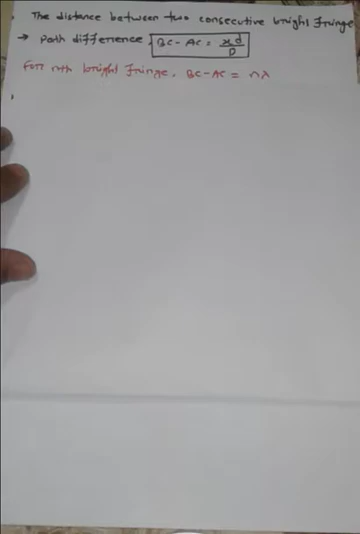 The distance between two consecutive bright Fringe
→ Path difference BC - AC = xd/D
For nth bright Fringe, BC - AC = nλ